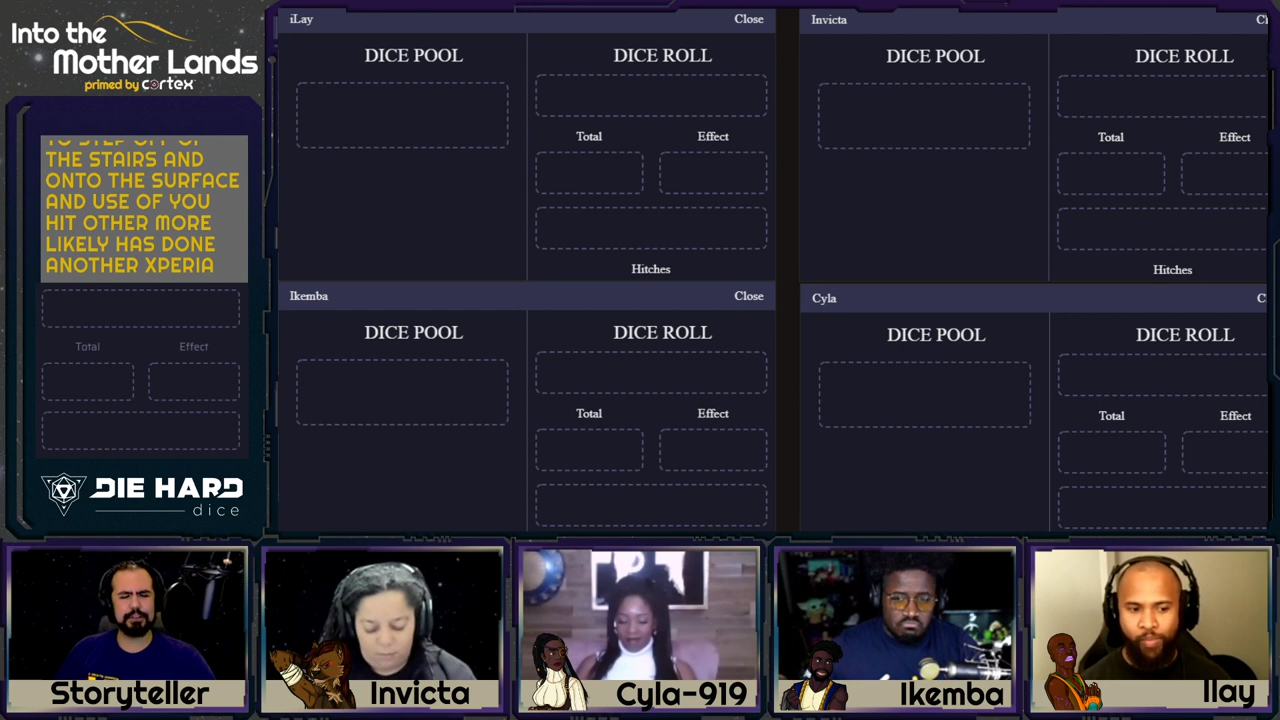 Into the
Mother Lands
primed by cortex
THE STAIRS AND
ONTO THE SURFACE
AND USE OF YOU
HIT OTHER MORE
LIKELY HAS DONE
ANOTHER XPERIA
Total Effect
DIE HARD
dice
iLay Close
DICE POOL DICE ROLL
Total Effect
Hitches
Invicta
DICE POOL DICE ROLL
Total Effect
Hitches
Ikemba Close
DICE POOL DICE ROLL
Total Effect
Cyla
DICE POOL DICE ROLL
Total Effect
Storyteller
Invicta
Cyla-919
Ikemba
Ilay